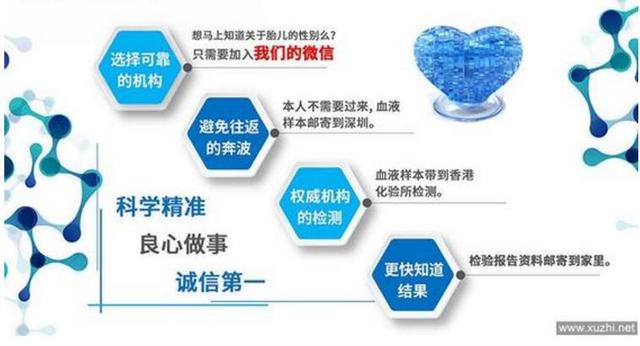 想马上知道关于胎儿的性别么?
只需要加入我们的微信
选择可靠
的机构
本人不需要过来, 血液
样本邮寄到深圳。
避免往返
的奔波
血液样本带到香港
化验所检测。
权威机构
的检测
科学精准
良心做事
诚信第一
检验报告资料邮寄到家里。
更快知道
结果
www.xuzhi.net